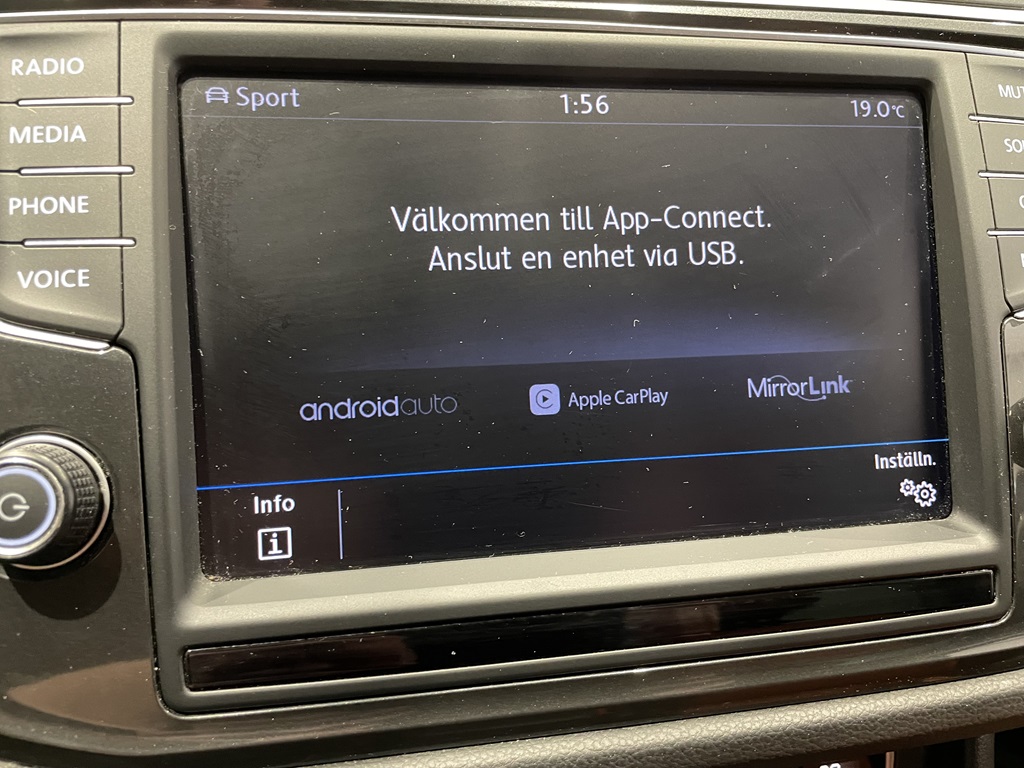 RADIO
MEDIA
PHONE
VOICE
Sport
1:56
19.0°C
Välkommen till App-Connect.
Anslut en enhet via USB.
androidauto
Apple CarPlay
MirrorLink
Inställn.
Info
i